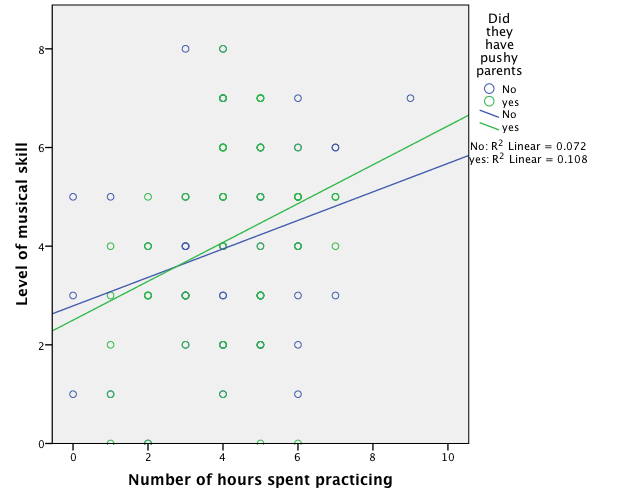 Did
they
have
pushy
parents
No
yes
No
yes
No: R² Linear = 0.072
yes: R² Linear = 0.108
Level of musical skill
8
6
4
2
0
0 2 4 6 8 10
Number of hours spent practicing